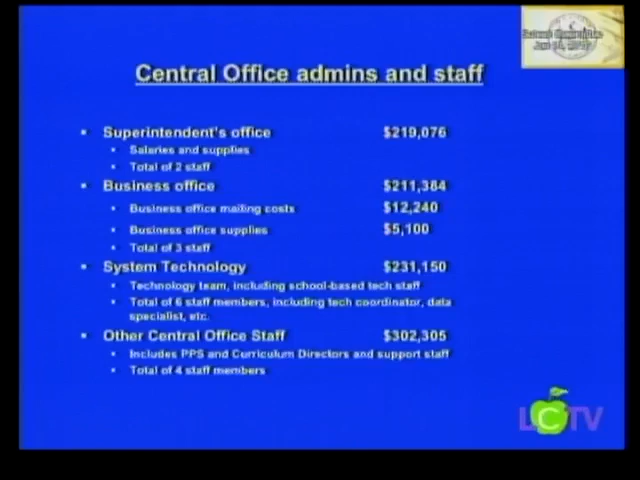 Central Office admins and staff
▪ Superintendent's office $219,076
▪ Salaries and supplies
▪ Total of 2 staff
▪ Business office $211,384
▪ Business office mailing costs $12,240
▪ Business office supplies $5,100
▪ Total of 3 staff
▪ System Technology $231,150
▪ Technology team, including school-based tech staff
▪ Total of 6 staff members, including tech coordinator, data
specialist, etc.
▪ Other Central Office Staff $302,305
▪ Includes PPS and Curriculum Directors and support staff
▪ Total of 4 staff members
LCTV